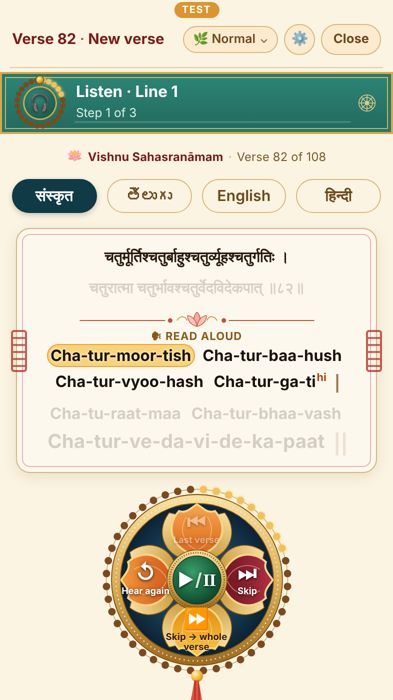 TEST
Verse 82 · New verse
🌿 Normal
Close
Listen · Line 1
Step 1 of 3
Vishnu Sahasranāmam · Verse 82 of 108
संस्कृत
తెలుగు
English
हिन्दी
चतुर्मूर्तिश्चतुर्बाहुश्चतुर्व्यूहश्चतुर्गतिः ।
चतुरात्मा चतुर्भावश्चतुर्वेदविदेकपात् ॥८२॥
🗣 READ ALOUD
Cha-tur-moor-tish Cha-tur-baa-hush
Cha-tur-vyoo-hash Cha-tur-ga-tihi |
Cha-tu-raat-maa Cha-tur-bhaa-vash
Cha-tur-ve-da-vi-de-ka-paat ||
Last verse
Hear again
Skip
Skip → whole
verse